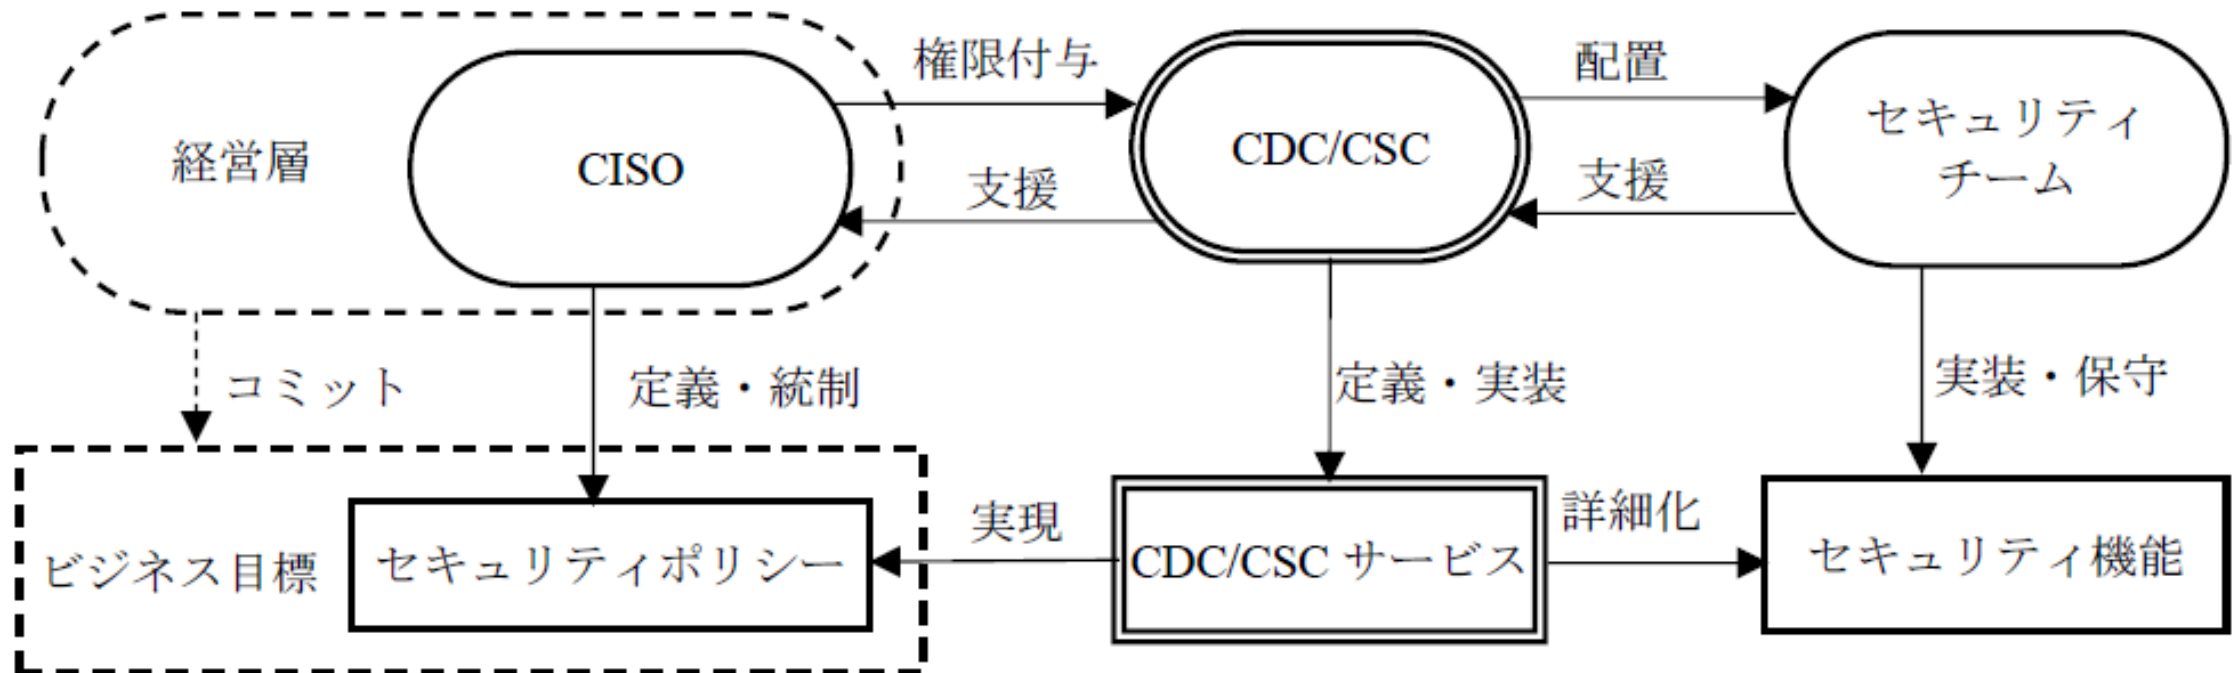 権限付与
配置
経営層
CISO
CDC/CSC
セキュリティ
チーム
支援
支援
コミット
定義・統制
定義・実装
実装・保守
ビジネス目標
セキュリティポリシー
実現
CDC/CSC サービス
詳細化
セキュリティ機能